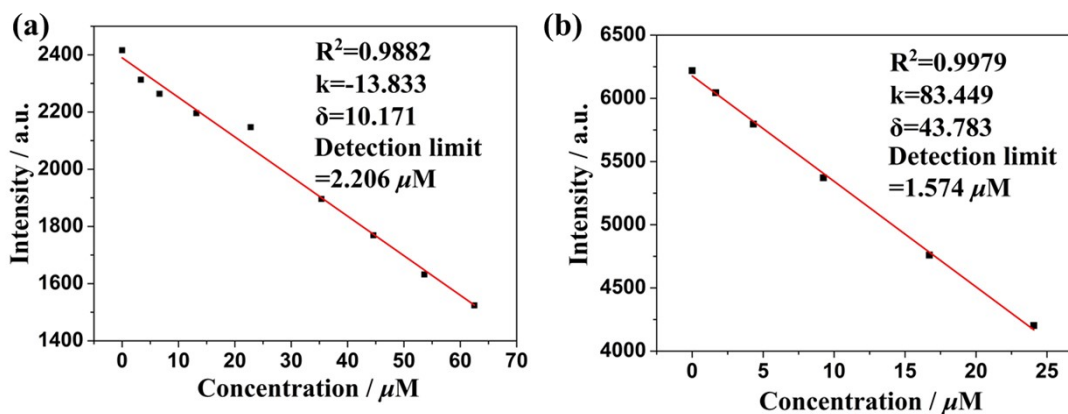 (a)
Intensity / a.u.
2400
2200
2000
1800
1600
1400
R²=0.9882
k=-13.833
δ=10.171
Detection limit
=2.206 μM
0 10 20 30 40 50 60 70
Concentration / μM
(b)
Intensity / a.u.
6500
6000
5500
5000
4500
4000
R²=0.9979
k=83.449
δ=43.783
Detection limit
=1.574 μM
0 5 10 15 20 25
Concentration / μM